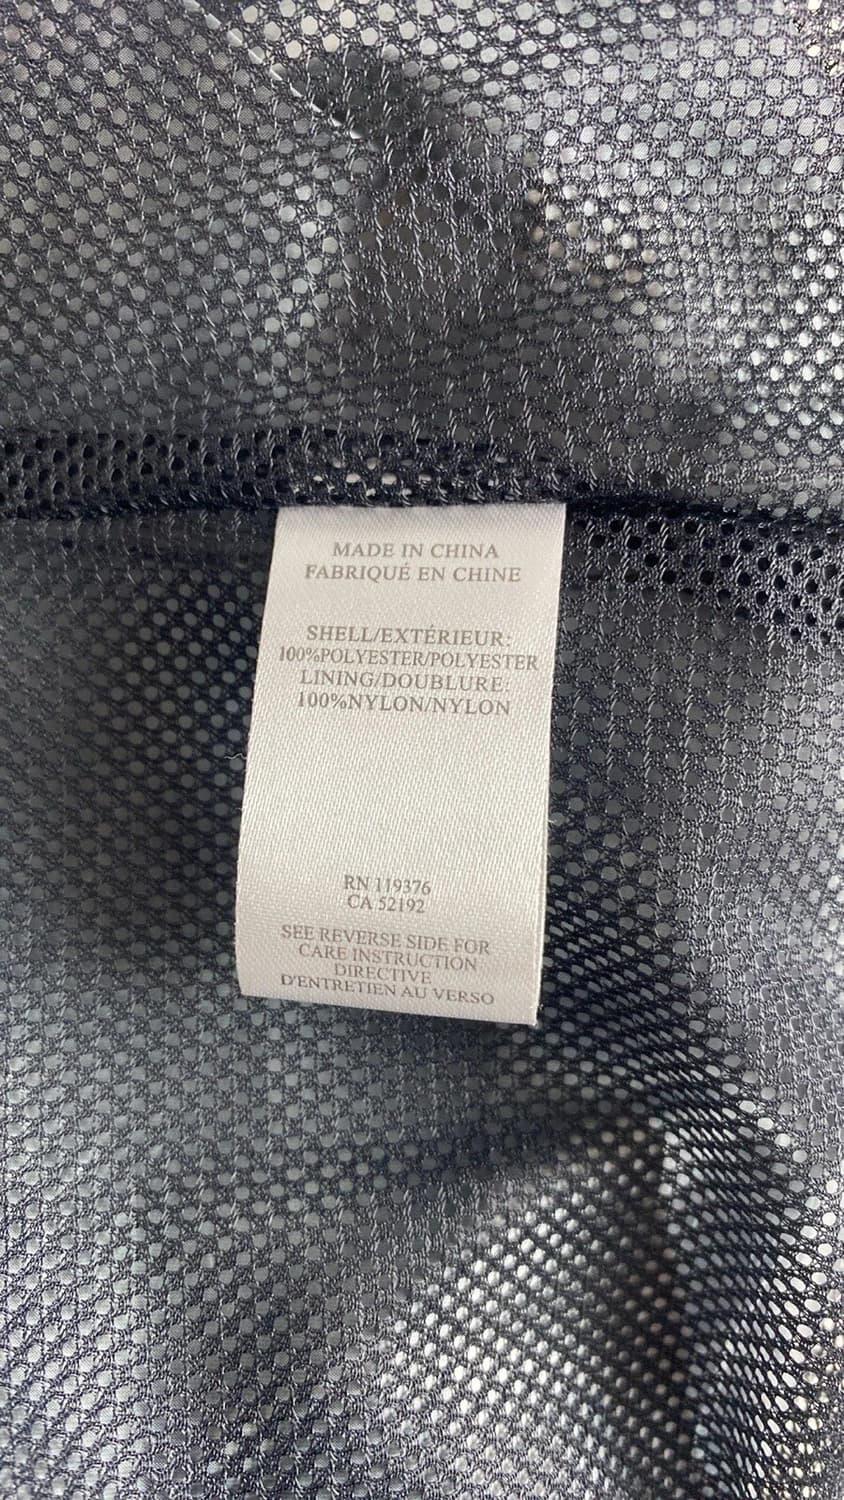 MADE IN CHINA
FABRIQUÉ EN CHINE
SHELL/EXTÉRIEUR:
100%POLYESTER/POLYESTER
LINING/DOUBLURE:
100%NYLON/NYLON
RN 119376
CA 52192
SEE REVERSE SIDE FOR
CARE INSTRUCTION
DIRECTIVE
D'ENTRETIEN AU VERSO